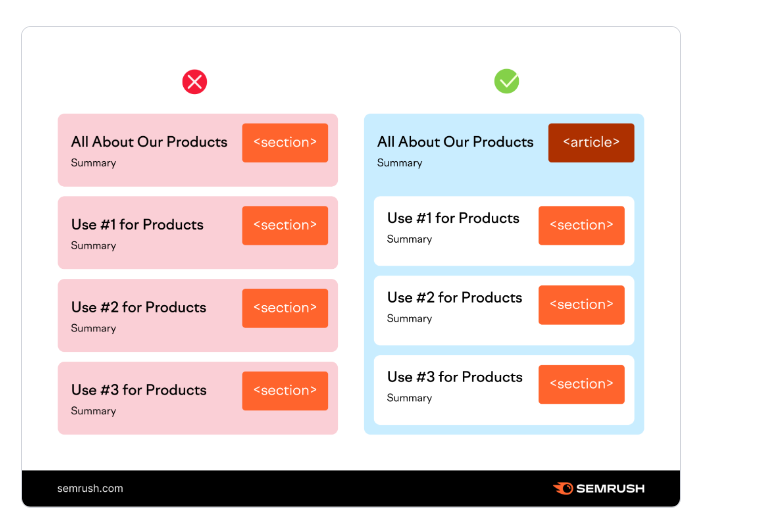 All About Our Products
<section>
Summary
Use #1 for Products
<section>
Summary
Use #2 for Products
<section>
Summary
Use #3 for Products
<section>
Summary
All About Our Products
<article>
Summary
Use #1 for Products
<section>
Summary
Use #2 for Products
<section>
Summary
Use #3 for Products
<section>
Summary
semrush.com
SEMRUSH